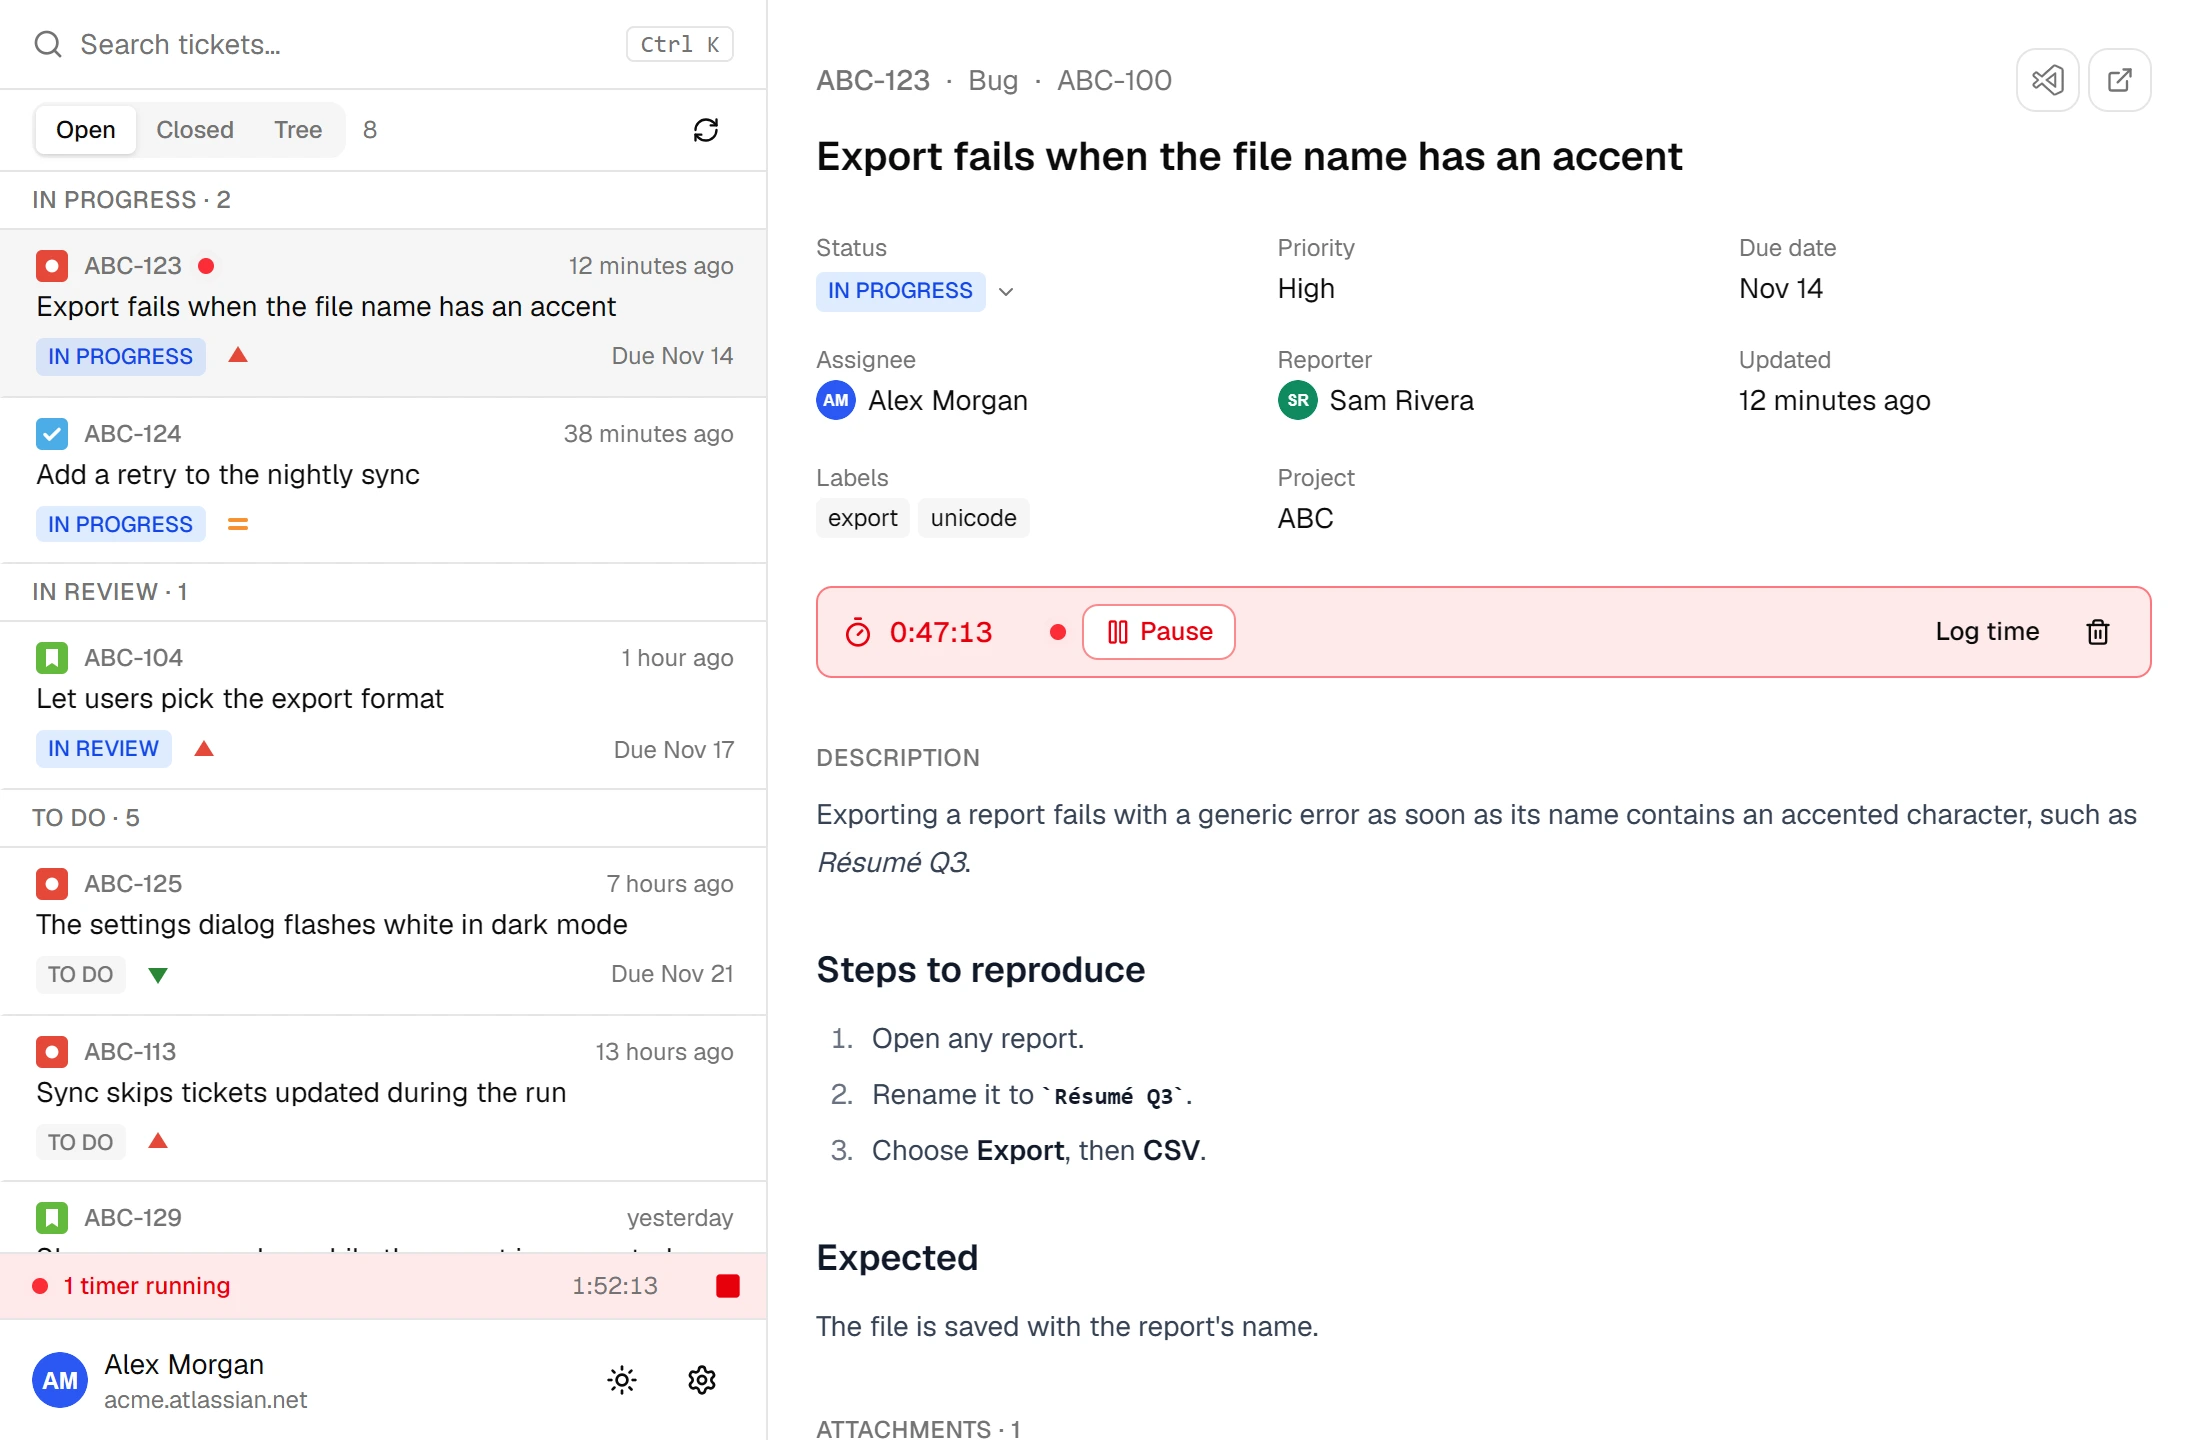 Search tickets...
Ctrl K
Open Closed Tree 8
IN PROGRESS · 2
ABC-123 12 minutes ago
Export fails when the file name has an accent
IN PROGRESS Due Nov 14
ABC-124 38 minutes ago
Add a retry to the nightly sync
IN PROGRESS
IN REVIEW · 1
ABC-104 1 hour ago
Let users pick the export format
IN REVIEW Due Nov 17
TO DO · 5
ABC-125 7 hours ago
The settings dialog flashes white in dark mode
TO DO Due Nov 21
ABC-113 13 hours ago
Sync skips tickets updated during the run
TO DO
ABC-129 yesterday
1 timer running 1:52:13
AM Alex Morgan
acme.atlassian.net
ABC-123 · Bug · ABC-100
Export fails when the file name has an accent
Status Priority Due date
IN PROGRESS High Nov 14
Assignee Reporter Updated
AM Alex Morgan SR Sam Rivera 12 minutes ago
Labels Project
export unicode ABC
0:47:13 Pause Log time
DESCRIPTION
Exporting a report fails with a generic error as soon as its name contains an accented character, such as
Résumé Q3.
Steps to reproduce
1. Open any report.
2. Rename it to `Résumé Q3`.
3. Choose Export, then CSV.
Expected
The file is saved with the report's name.
ATTACHMENTS · 1